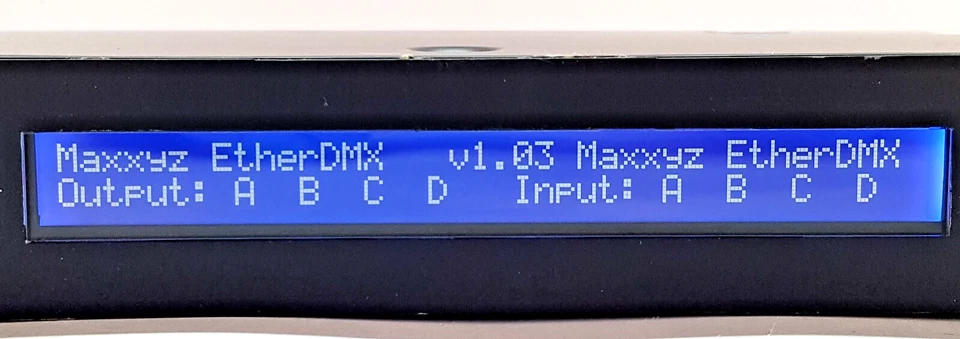 Maxxyz EtherDMX v1.03 Maxxyz EtherDMX
Output: A B C D Input: A B C D